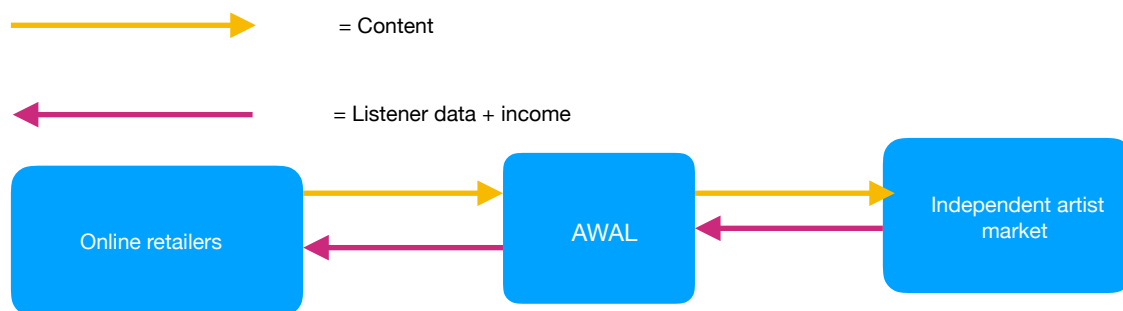 = Content
= Listener data + income
Online retailers
AWAL
Independent artist
market